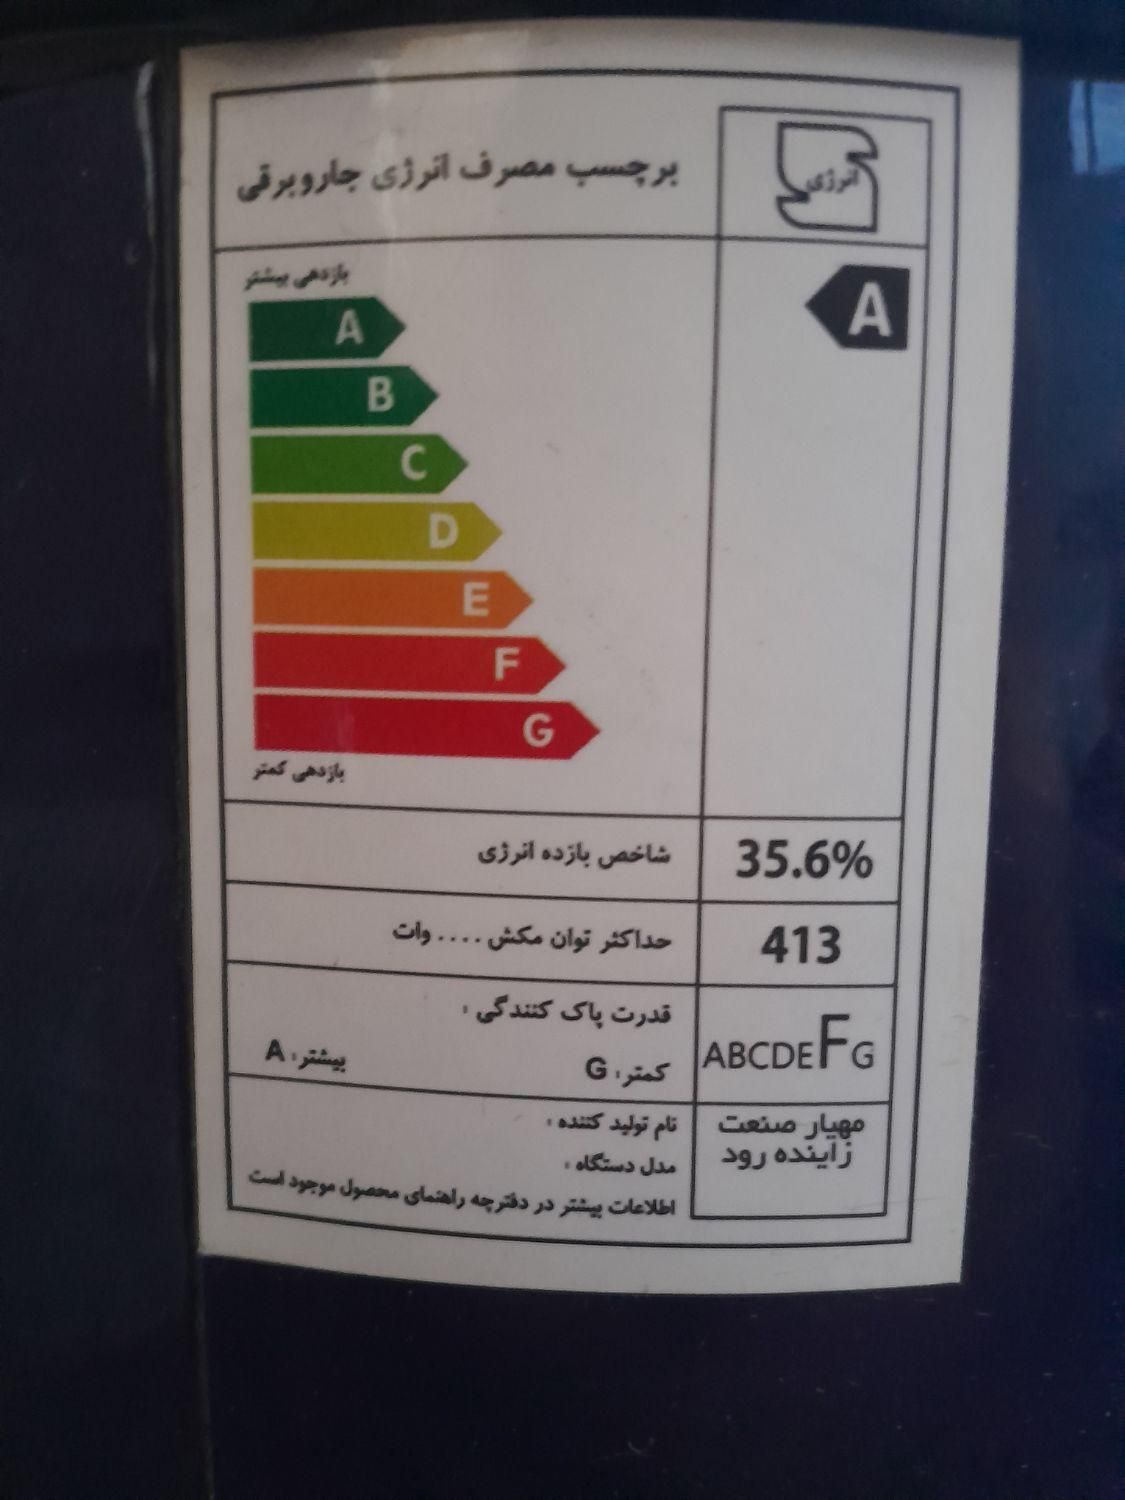 برچسب مصرف انرژی جاروبرقی
انرژی
بازدهی بیشتر
A
A
B
C
D
E
F
G
بازدهی کمتر
شاخص بازده انرژی
35.6%
حداکثر توان مکش .... وات
413
قدرت پاک کنندگی :
کمتر: G
بیشتر: A
ABCDEFG
نام تولید کننده :
مهیار صنعت
زاینده رود
مدل دستگاه :
اطلاعات بیشتر در دفترچه راهنمای محصول موجود است